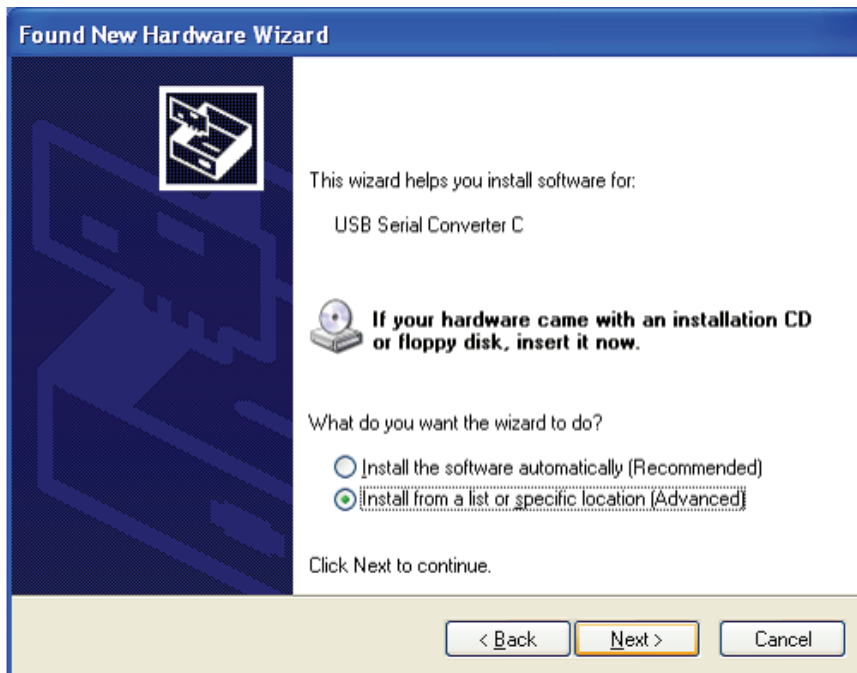 Found New Hardware Wizard
This wizard helps you install software for:
USB Serial Converter C
If your hardware came with an installation CD
or floppy disk, insert it now.
What do you want the wizard to do?
Install the software automatically (Recommended)
Install from a list or specific location (Advanced)
Click Next to continue.
< Back
Next >
Cancel